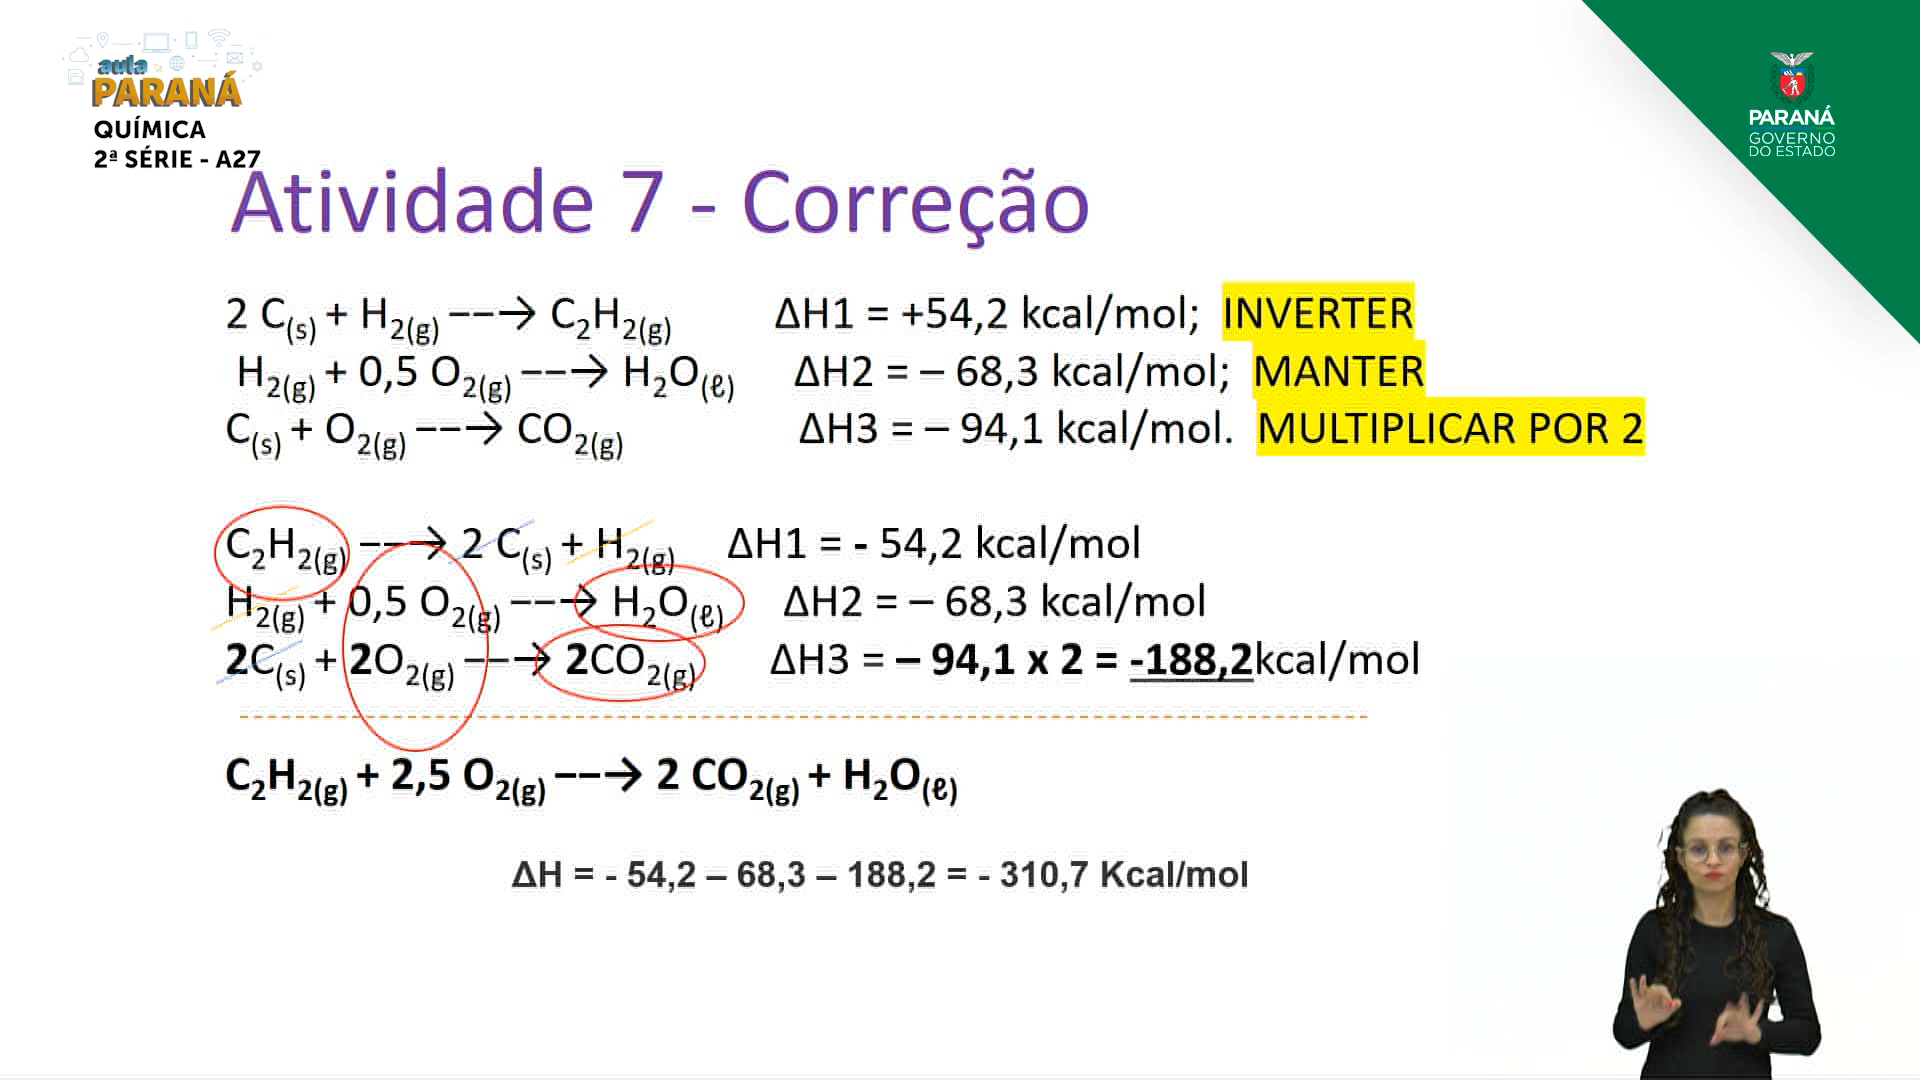 aula
PARANÁ
QUÍMICA
2ª SÉRIE - A27
PARANÁ
GOVERNO
DO ESTADO
Atividade 7 - Correção
2 C(s) + H2(g) −−→ C2H2(g) ΔH1 = +54,2 kcal/mol; INVERTER
H2(g) + 0,5 O2(g) −−→ H2O(ℓ) ΔH2 = – 68,3 kcal/mol; MANTER
C(s) + O2(g) −−→ CO2(g) ΔH3 = – 94,1 kcal/mol. MULTIPLICAR POR 2
C2H2(g) −−→ 2 C(s) + H2(g) ΔH1 = - 54,2 kcal/mol
H2(g) + 0,5 O2(g) −−→ H2O(ℓ) ΔH2 = – 68,3 kcal/mol
2C(s) + 2O2(g) −−→ 2CO2(g) ΔH3 = – 94,1 x 2 = -188,2kcal/mol
C2H2(g) + 2,5 O2(g) −−→ 2 CO2(g) + H2O(ℓ)
ΔH = - 54,2 – 68,3 – 188,2 = - 310,7 Kcal/mol